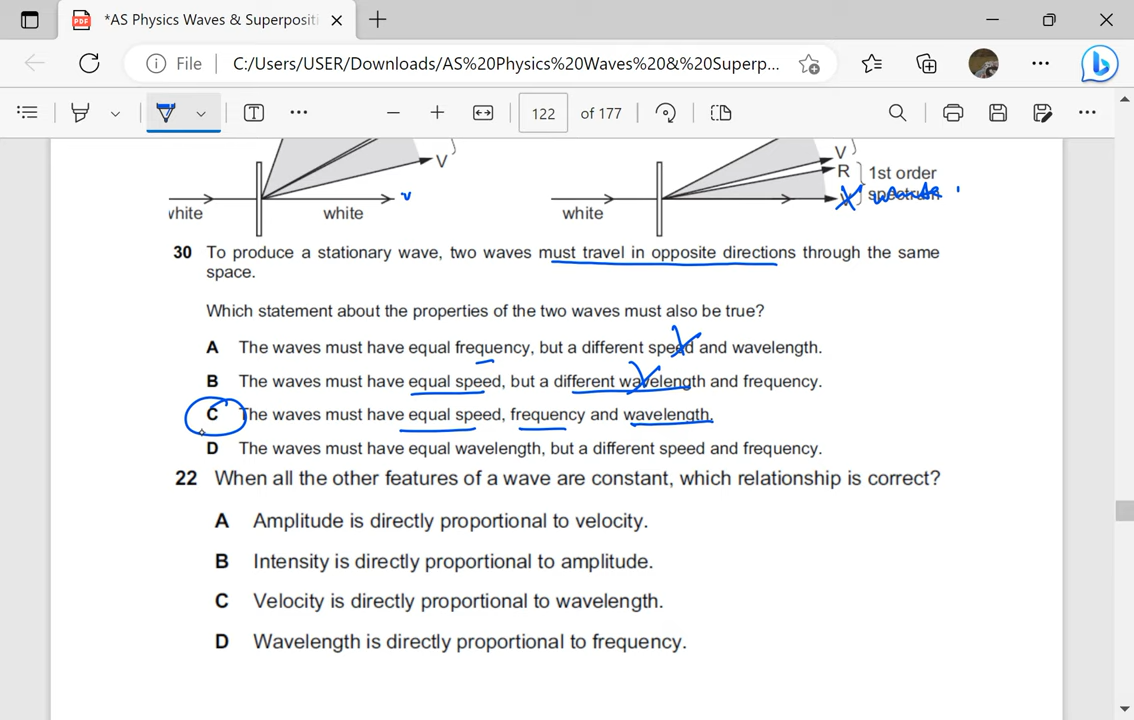 *AS Physics Waves & Superpositi
File
C:/Users/USER/Downloads/AS%20Physics%20Waves%20&%20Superp...
122 of 177
V
white
white
v
V
R
1st order
spectrum
white
30 To produce a stationary wave, two waves must travel in opposite directions through the same
space.
Which statement about the properties of the two waves must also be true?
A The waves must have equal frequency, but a different speed and wavelength.
B The waves must have equal speed, but a different wavelength and frequency.
C The waves must have equal speed, frequency and wavelength.
D The waves must have equal wavelength, but a different speed and frequency.
22 When all the other features of a wave are constant, which relationship is correct?
A Amplitude is directly proportional to velocity.
B Intensity is directly proportional to amplitude.
C Velocity is directly proportional to wavelength.
D Wavelength is directly proportional to frequency.